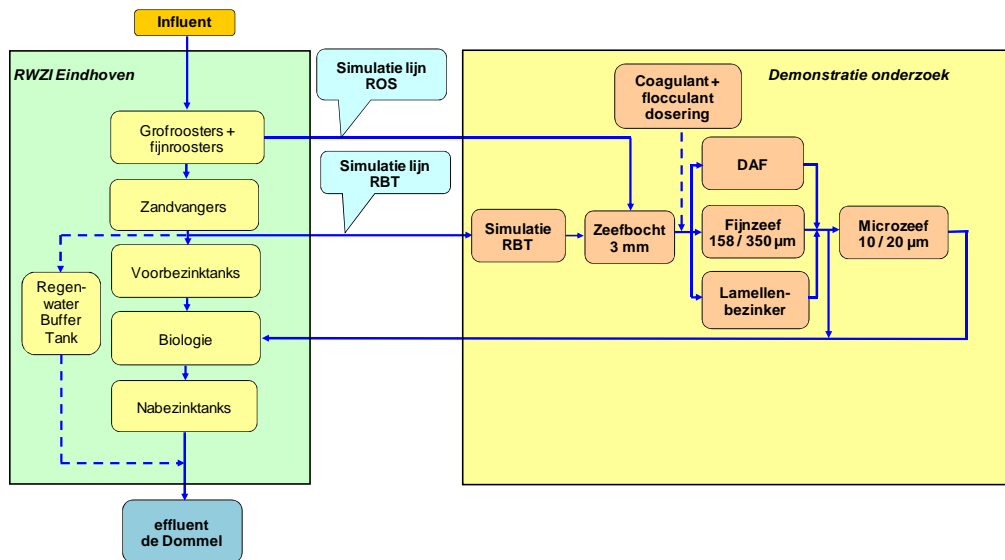 Influent
RWZI Eindhoven
Simulatie lijn
ROS
Demonstratie onderzoek
Coagulant +
flocculant
dosering
Grofroosters +
fijnroosters
Simulatie lijn
RBT
DAF
Zandvangers
Simulatie
RBT
Zeefbocht
3 mm
Fijnzeef
158 / 350 µm
Microzeef
10 / 20 µm
Voorbezinktanks
Regen-
water
Buffer
Tank
Lamellen-
bezinker
Biologie
Nabezinktanks
effluent
de Dommel